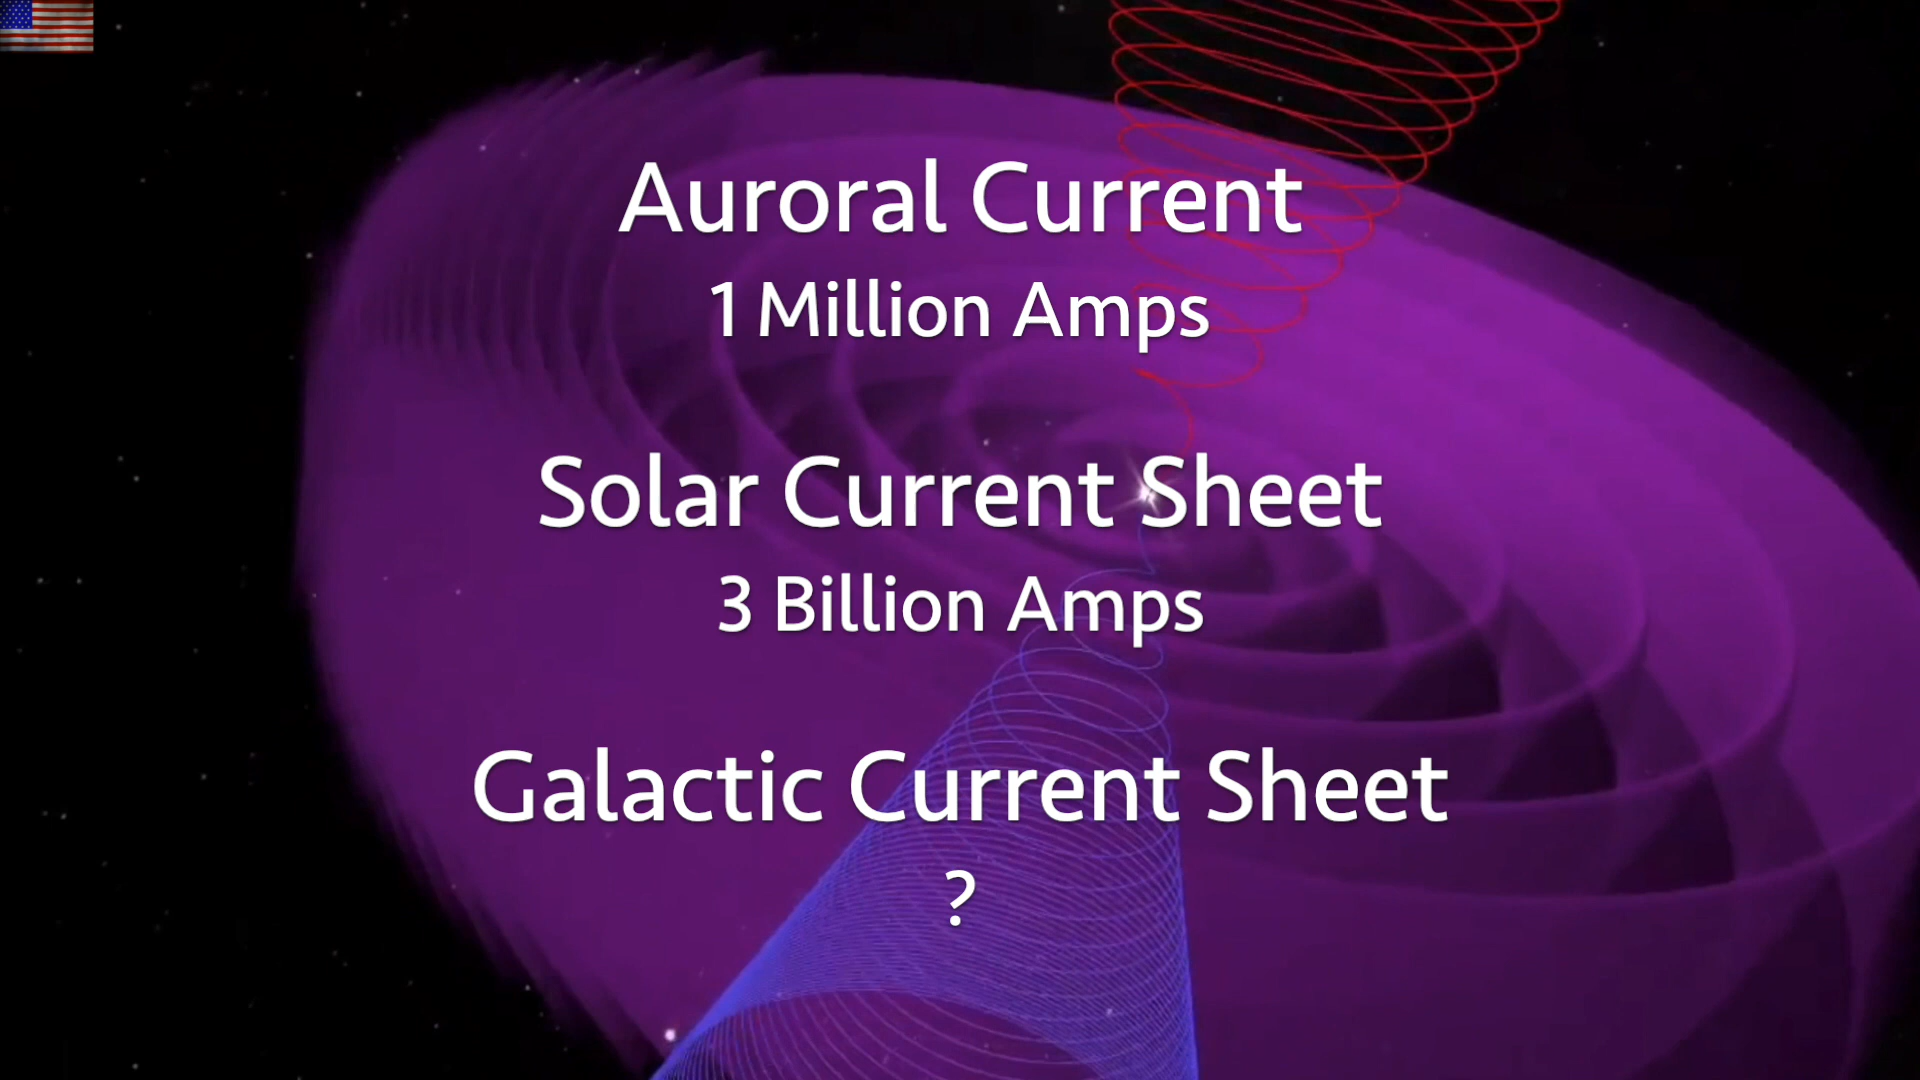 Auroral Current
1 Million Amps
Solar Current Sheet
3 Billion Amps
Galactic Current Sheet
?